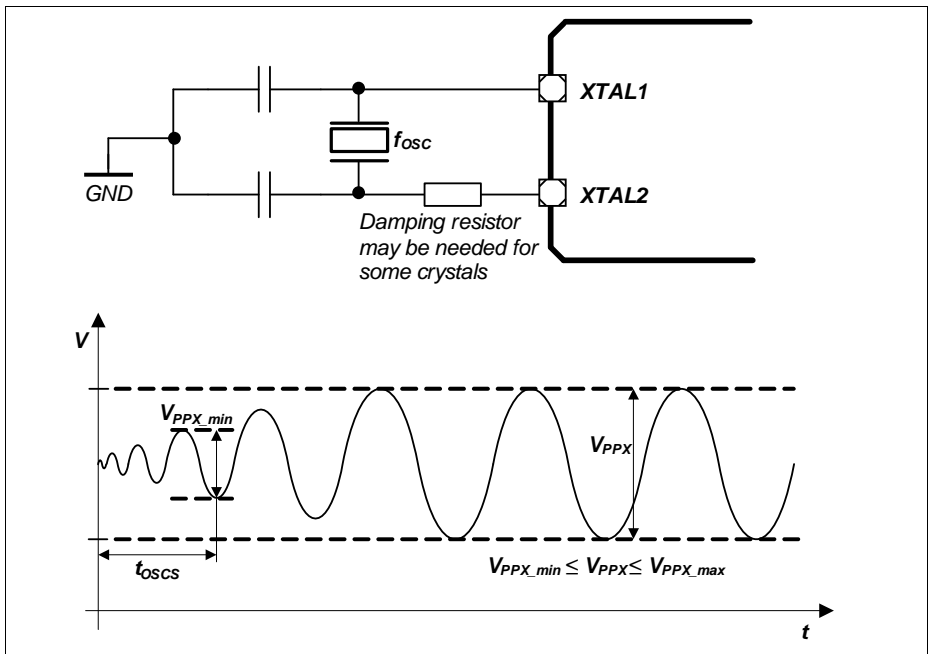 XTAL1
fOSC
GND
XTAL2
Damping resistor
may be needed for
some crystals
V
VPPX_min
VPPX
tOSCS
VPPX_min ≤ VPPX ≤ VPPX_max
t